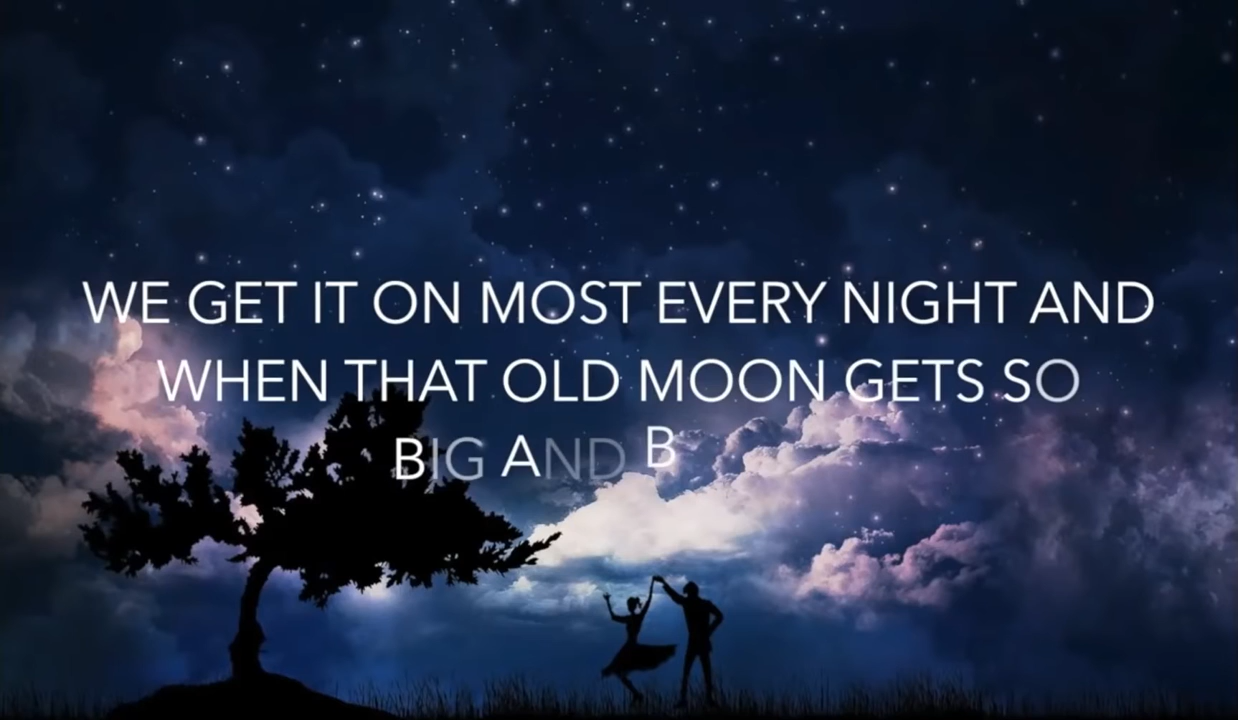 WE GET IT ON MOST EVERY NIGHT AND
WHEN THAT OLD MOON GETS SO
BIG AND B